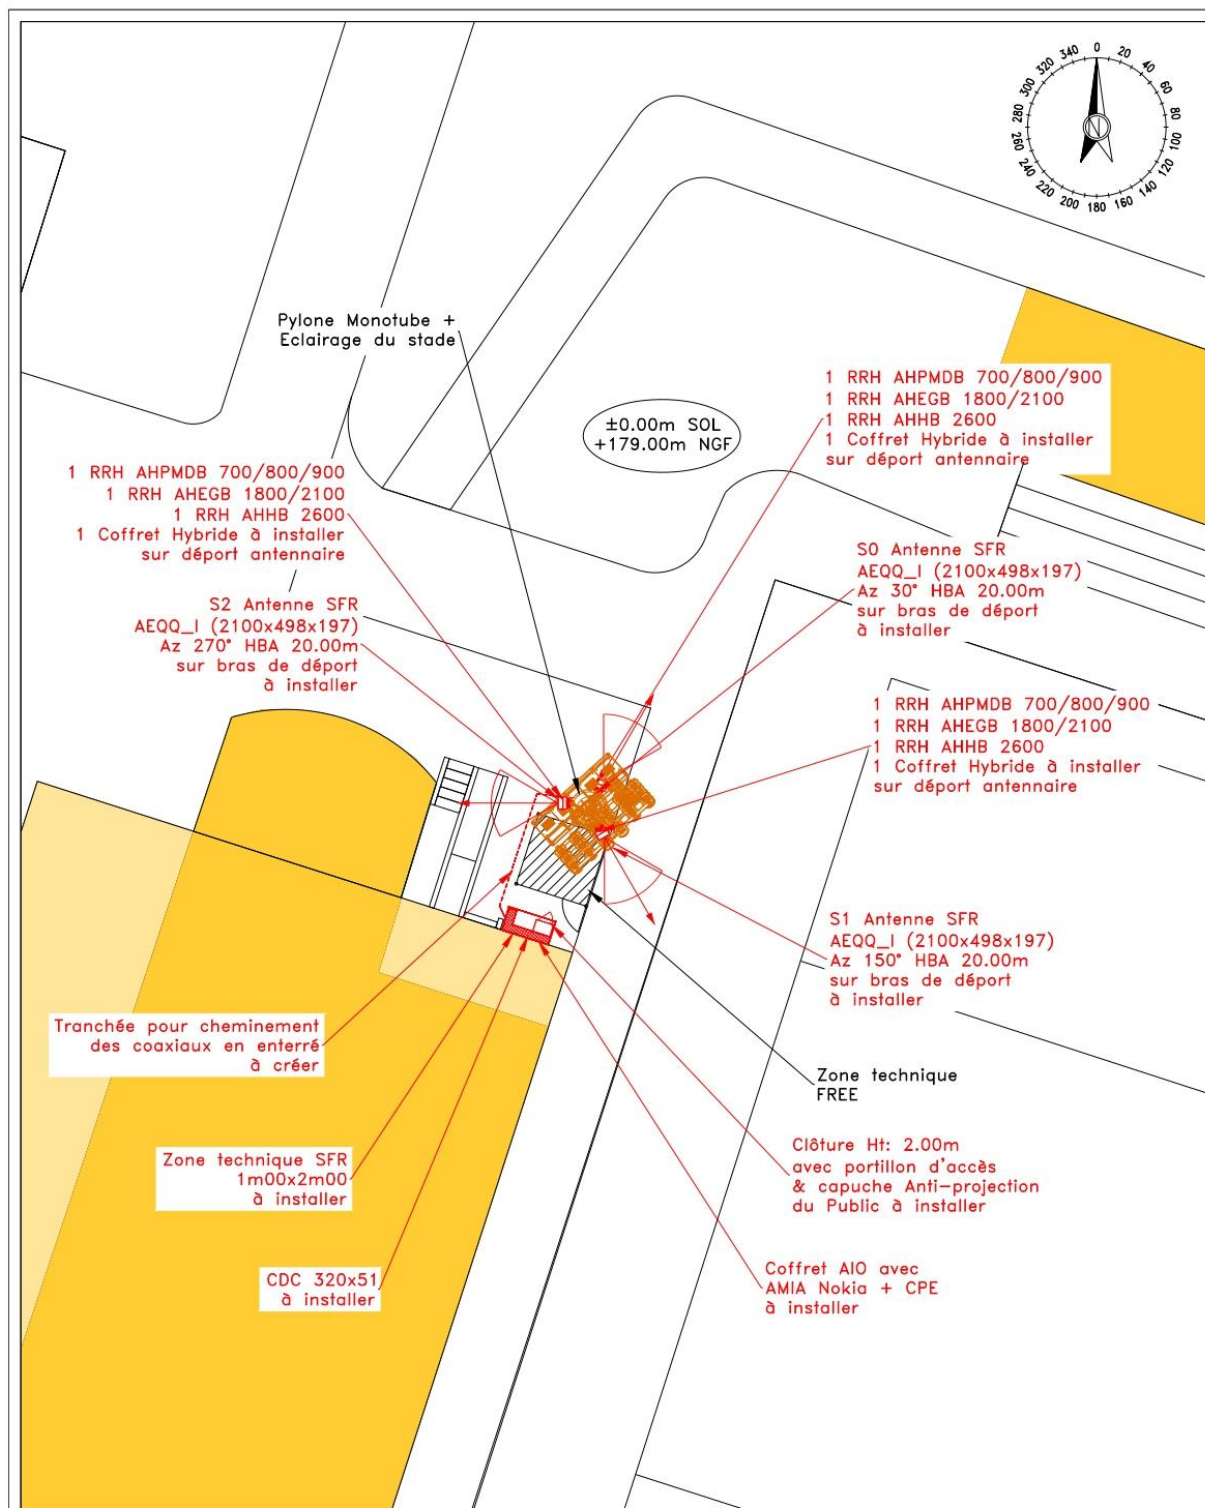 0
20
40
60
80
100
120
140
160
180
200
220
240
260
280
300
320
340
N
Pylone Monotube +
Eclairage du stade
±0.00m SOL
+179.00m NGF
1 RRH AHPMDB 700/800/900
1 RRH AHEGB 1800/2100
1 RRH AHHB 2600
1 Coffret Hybride à installer
sur déport antennaire
1 RRH AHPMDB 700/800/900
1 RRH AHEGB 1800/2100
1 RRH AHHB 2600
1 Coffret Hybride à installer
sur déport antennaire
S0 Antenne SFR
AEQQ_I (2100x498x197)
Az 30° HBA 20.00m
sur bras de déport
à installer
S2 Antenne SFR
AEQQ_I (2100x498x197)
Az 270° HBA 20.00m
sur bras de déport
à installer
1 RRH AHPMDB 700/800/900
1 RRH AHEGB 1800/2100
1 RRH AHHB 2600
1 Coffret Hybride à installer
sur déport antennaire
S1 Antenne SFR
AEQQ_I (2100x498x197)
Az 150° HBA 20.00m
sur bras de déport
à installer
Tranchée pour cheminement
des coaxiaux en enterré
à créer
Zone technique
FREE
Zone technique SFR
1m00x2m00
à installer
Clôture Ht: 2.00m
avec portillon d'accès
& capuche Anti-projection
du Public à installer
CDC 320x51
à installer
Coffret AIO avec
AMIA Nokia + CPE
à installer